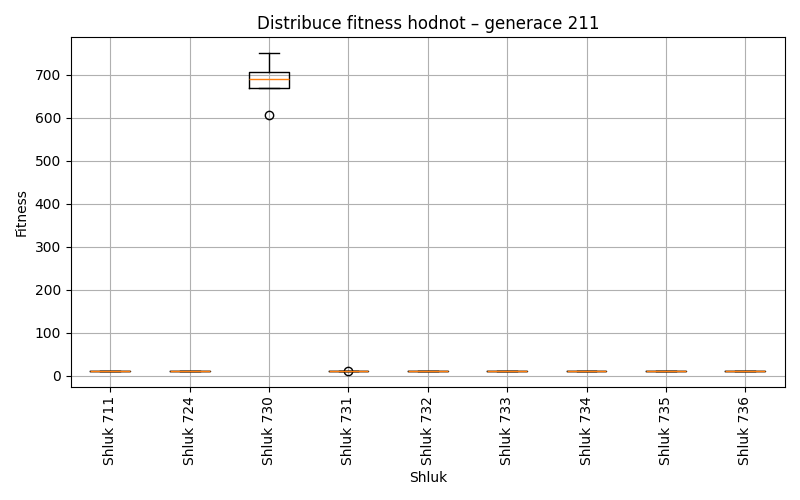 Distribuce fitness hodnot – generace 211
Fitness
700
600
500
400
300
200
100
0
Shluk 711
Shluk 724
Shluk 730
Shluk 731
Shluk 732
Shluk 733
Shluk 734
Shluk 735
Shluk 736
Shluk